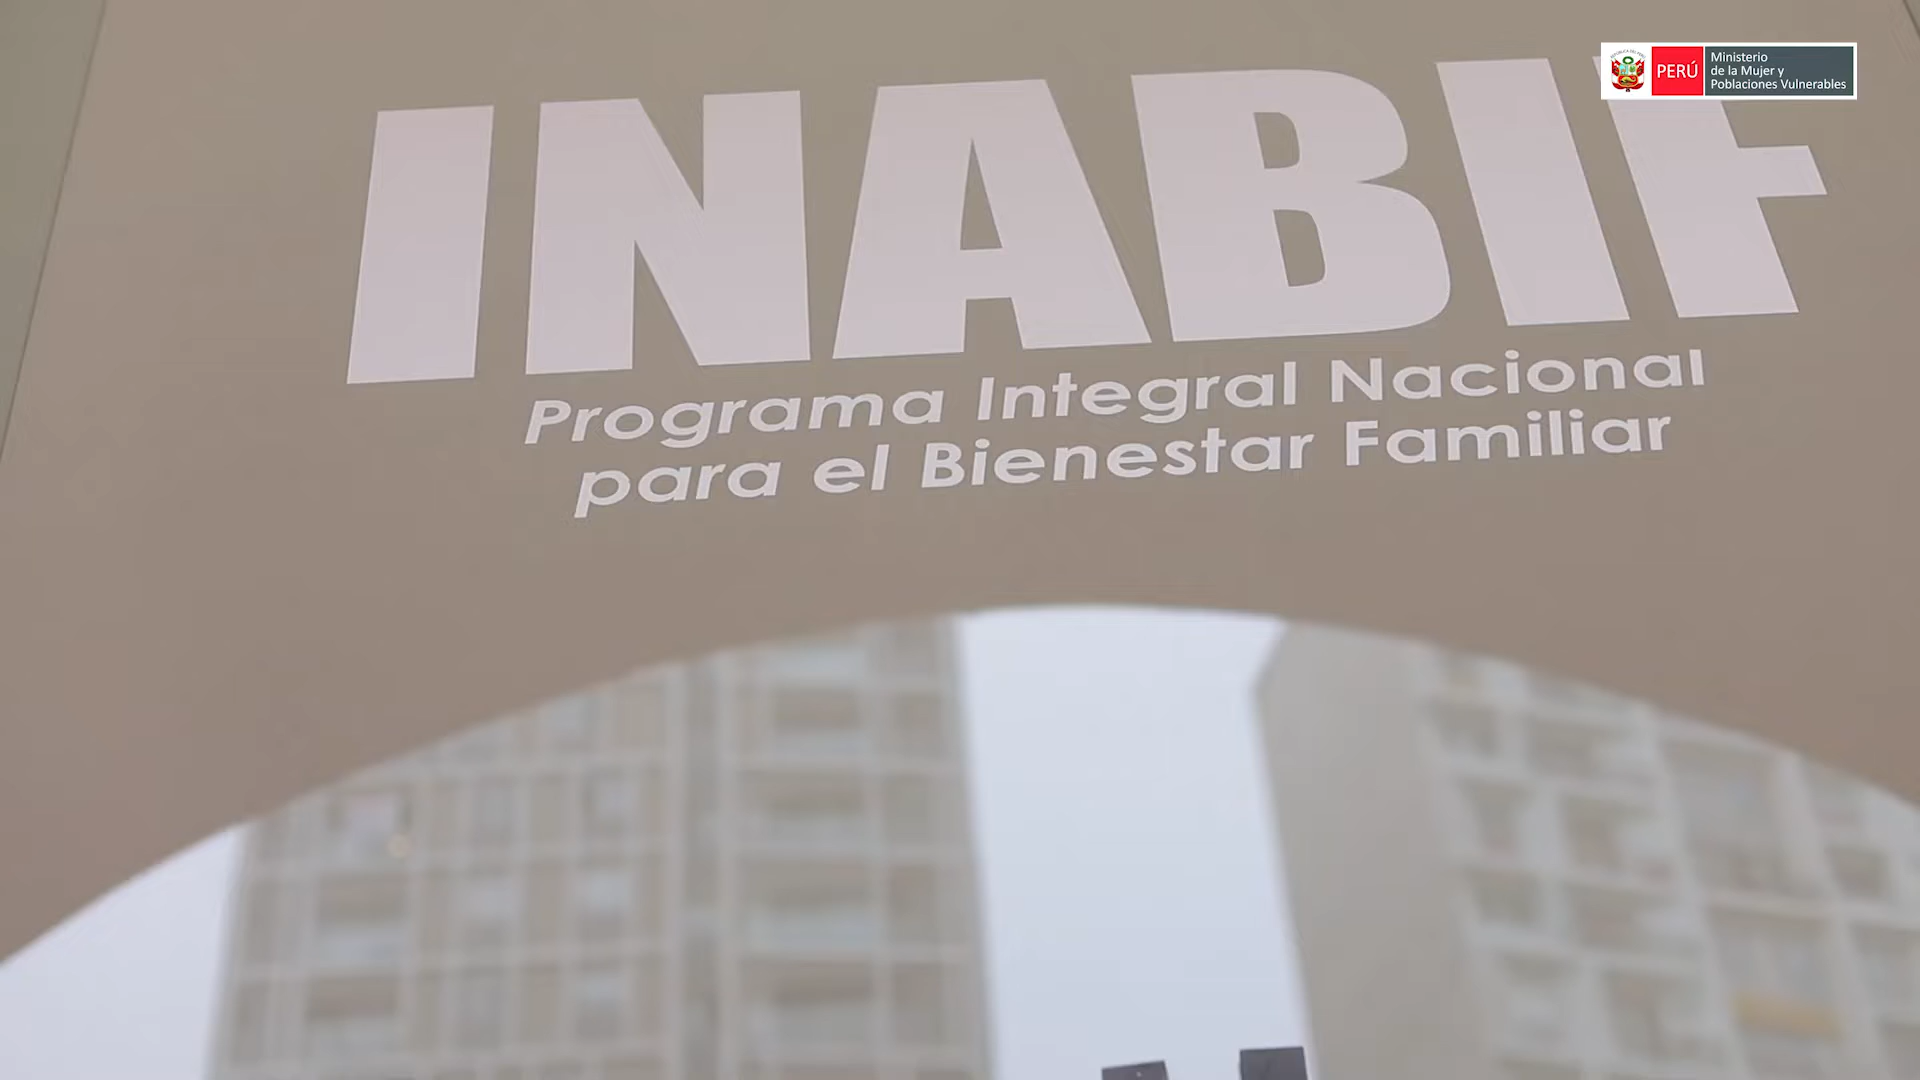 INABIF
Programa Integral Nacional
para el Bienestar Familiar
PERÚ
Ministerio
de la Mujer y
Poblaciones Vulnerables